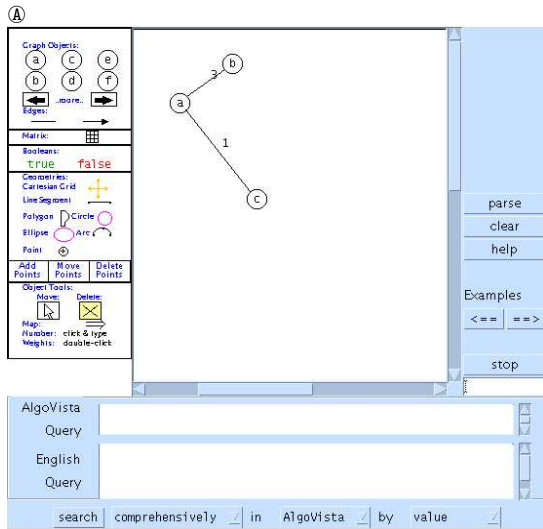 Ⓐ
Graph Objects:
a c e
b d f
..more..
Edges:
Matrix:
Booleans:
true false
Geometries:
Cartesian Grid
Line Segment
Polygon Circle
Ellipse Arc
Point
Add Points Move Points Delete Points
Object Tools:
Move: Delete:
Map:
Number: click & type
Weights: double-click
b
3
a
1
c
parse
clear
help
Examples
<== ==>
stop
AlgoVista
Query
English
Query
search comprehensively in AlgoVista by value